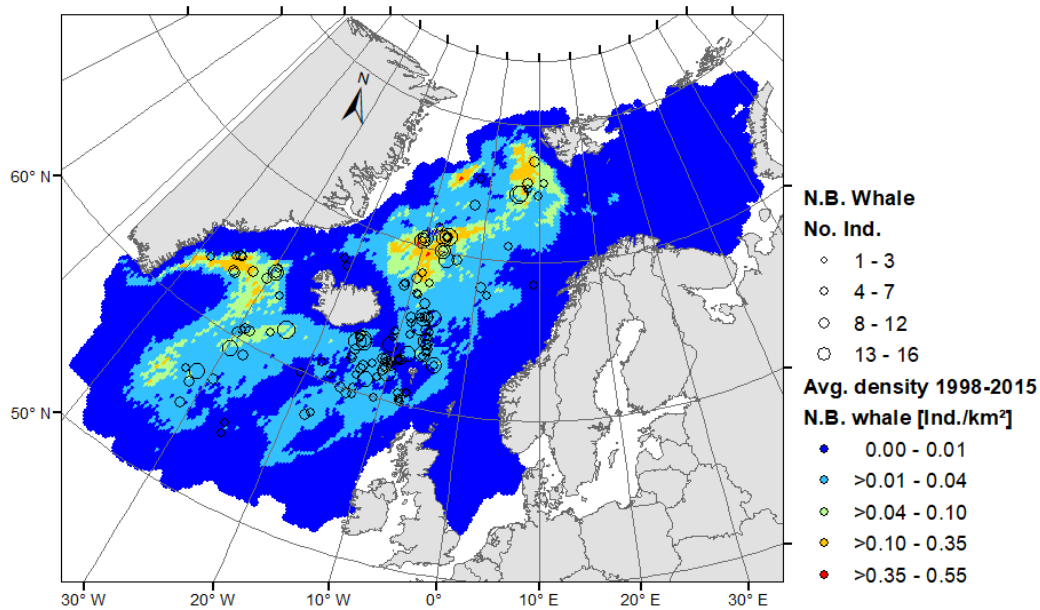 N
60° N
50° N
30° W
20° W
10° W
0°
10° E
20° E
30° E
N.B. Whale
No. Ind.
1 - 3
4 - 7
8 - 12
13 - 16
Avg. density 1998-2015
N.B. whale [Ind./km²]
0.00 - 0.01
>0.01 - 0.04
>0.04 - 0.10
>0.10 - 0.35
>0.35 - 0.55